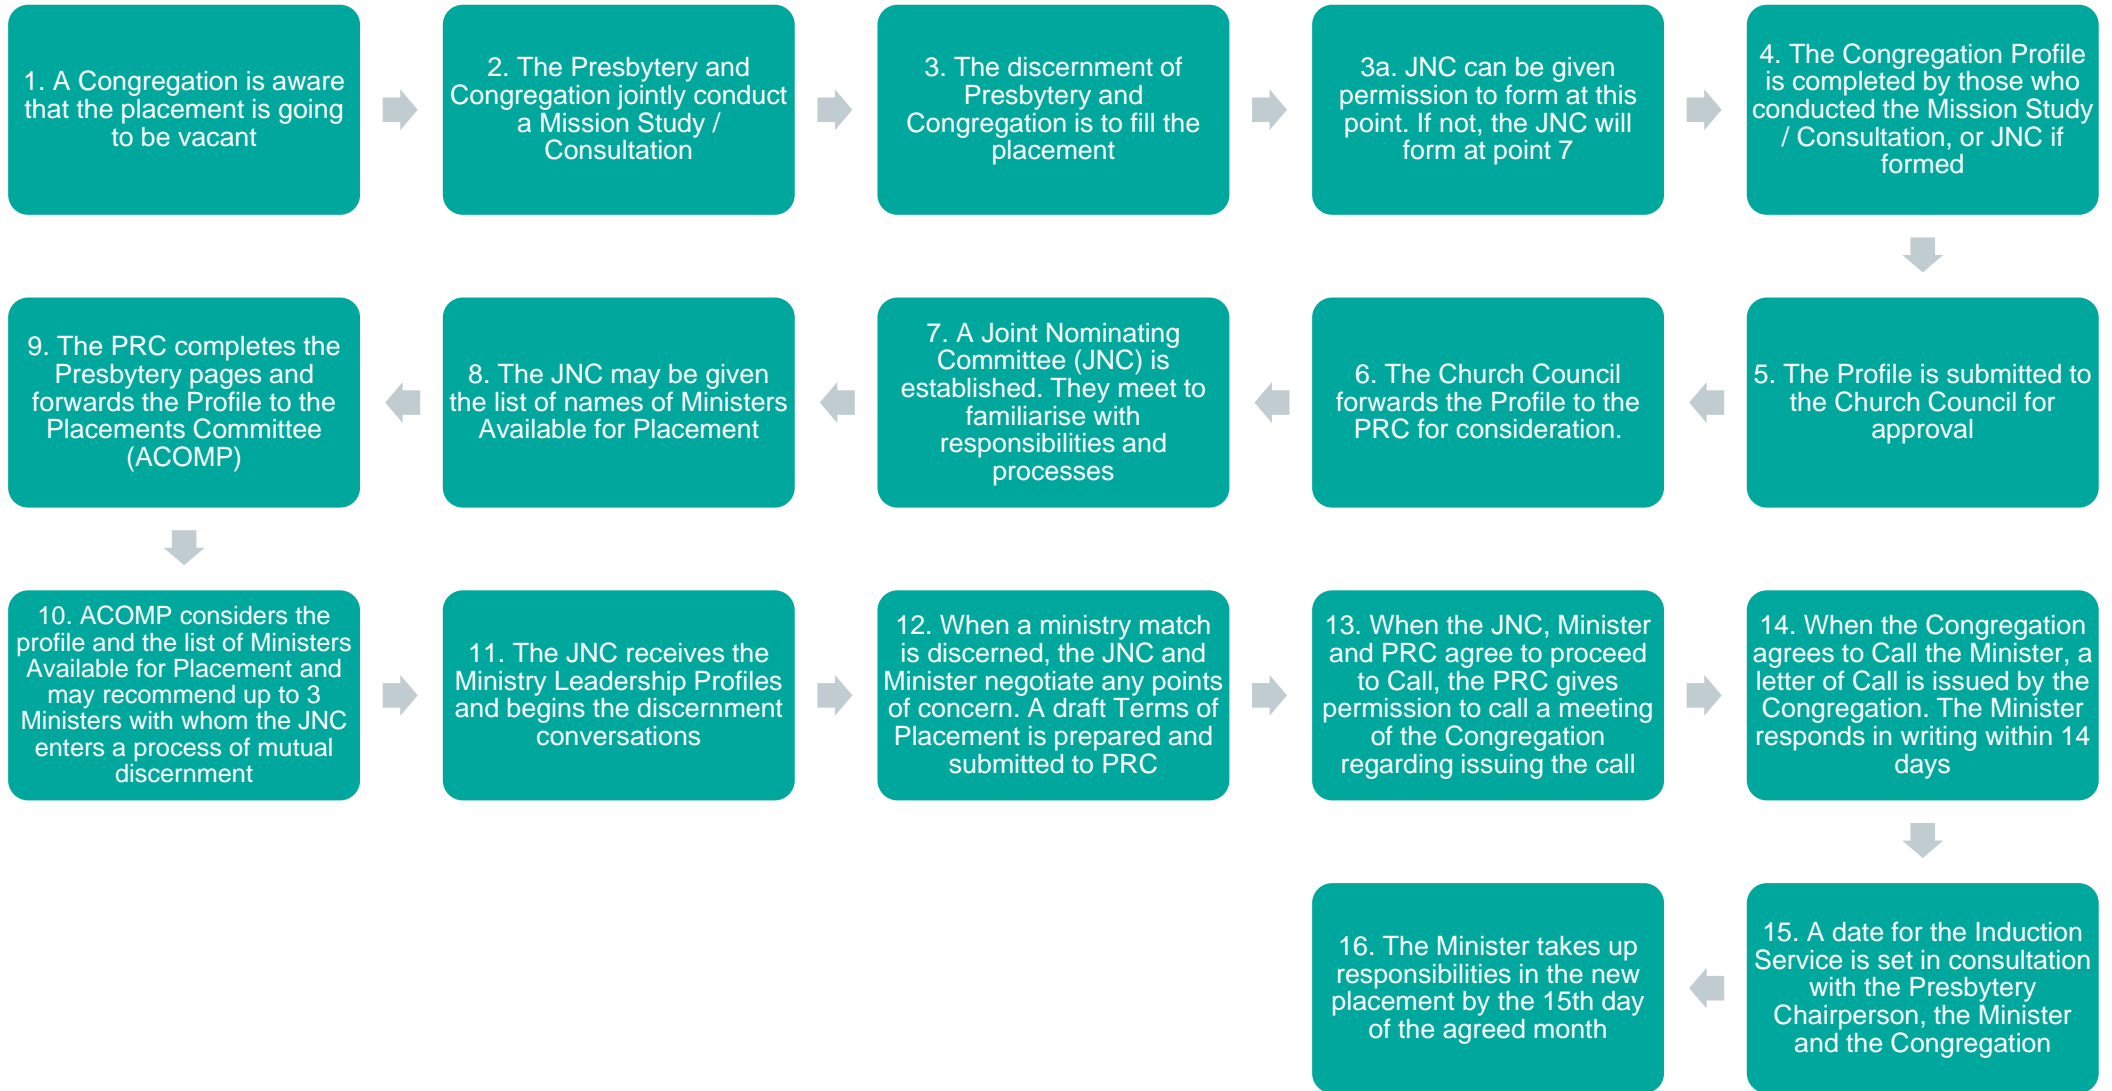 1. A Congregation is aware
that the placement is going
to be vacant
2. The Presbytery and
Congregation jointly conduct
a Mission Study /
Consultation
3. The discernment of
Presbytery and
Congregation is to fill the
placement
3a. JNC can be given
permission to form at this
point. If not, the JNC will
form at point 7
4. The Congregation Profile
is completed by those who
conducted the Mission Study
/ Consultation, or JNC if
formed
5. The Profile is submitted to
the Church Council for
approval
6. The Church Council
forwards the Profile to the
PRC for consideration.
7. A Joint Nominating
Committee (JNC) is
established. They meet to
familiarise with
responsibilities and
processes
8. The JNC may be given
the list of names of Ministers
Available for Placement
9. The PRC completes the
Presbytery pages and
forwards the Profile to the
Placements Committee
(ACOMP)
10. ACOMP considers the
profile and the list of Ministers
Available for Placement and
may recommend up to 3
Ministers with whom the JNC
enters a process of mutual
discernment
11. The JNC receives the
Ministry Leadership Profiles
and begins the discernment
conversations
12. When a ministry match
is discerned, the JNC and
Minister negotiate any points
of concern. A draft Terms of
Placement is prepared and
submitted to PRC
13. When the JNC, Minister
and PRC agree to proceed
to Call, the PRC gives
permission to call a meeting
of the Congregation
regarding issuing the call
14. When the Congregation
agrees to Call the Minister, a
letter of Call is issued by the
Congregation. The Minister
responds in writing within 14
days
15. A date for the Induction
Service is set in consultation
with the Presbytery
Chairperson, the Minister
and the Congregation
16. The Minister takes up
responsibilities in the new
placement by the 15th day
of the agreed month